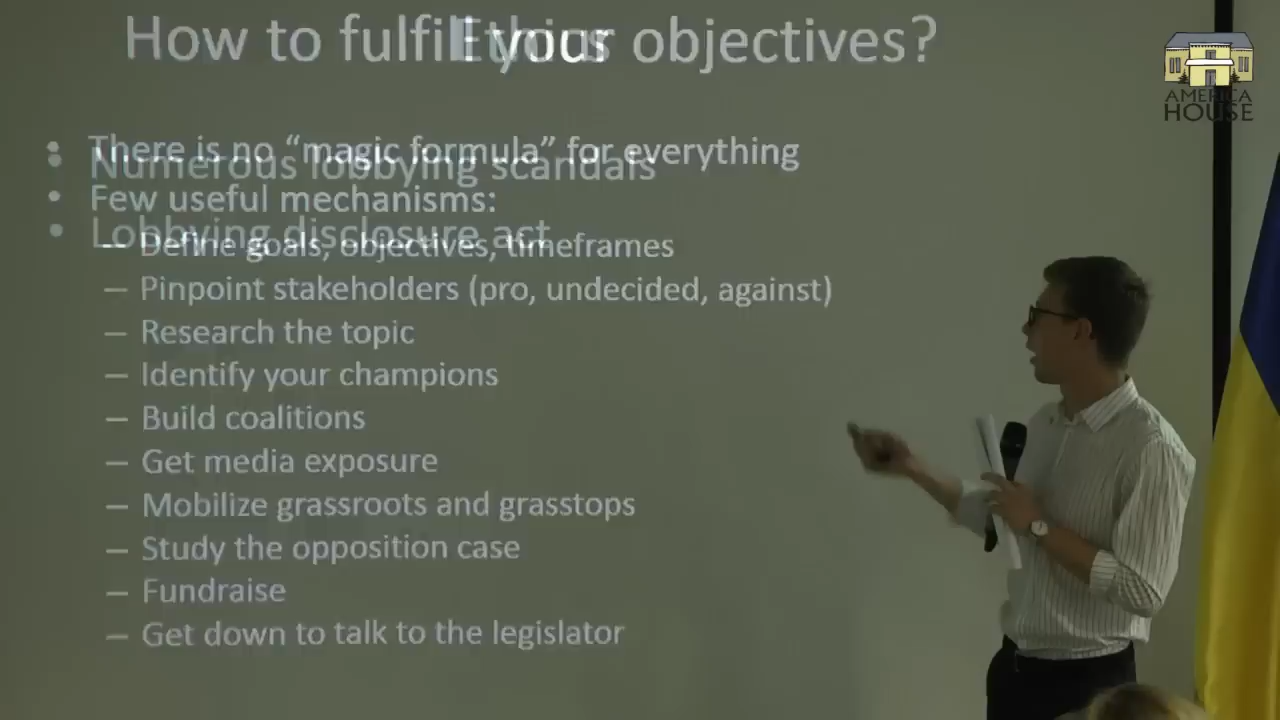 How to fulfill your objectives?
Ethics
• There is no “magic formula” for everything
• Numerous lobbying scandals
• Few useful mechanisms:
• Lobbying disclosure act
– Define goals, objectives, timeframes
– Pinpoint stakeholders (pro, undecided, against)
– Research the topic
– Identify your champions
– Build coalitions
– Get media exposure
– Mobilize grassroots and grasstops
– Study the opposition case
– Fundraise
– Get down to talk to the legislator
AMERICA
HOUSE